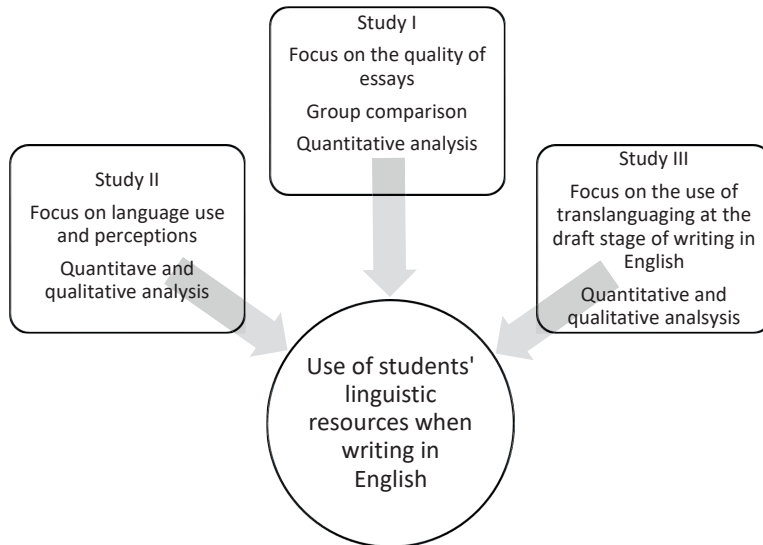 Study I
Focus on the quality of
essays
Group comparison
Quantitative analysis
Study II
Focus on language use
and perceptions
Quantitave and
qualitative analysis
Study III
Focus on the use of
translanguaging at the
draft stage of writing in
English
Quantitative and
qualitative analsysis
Use of students'
linguistic
resources when
writing in
English